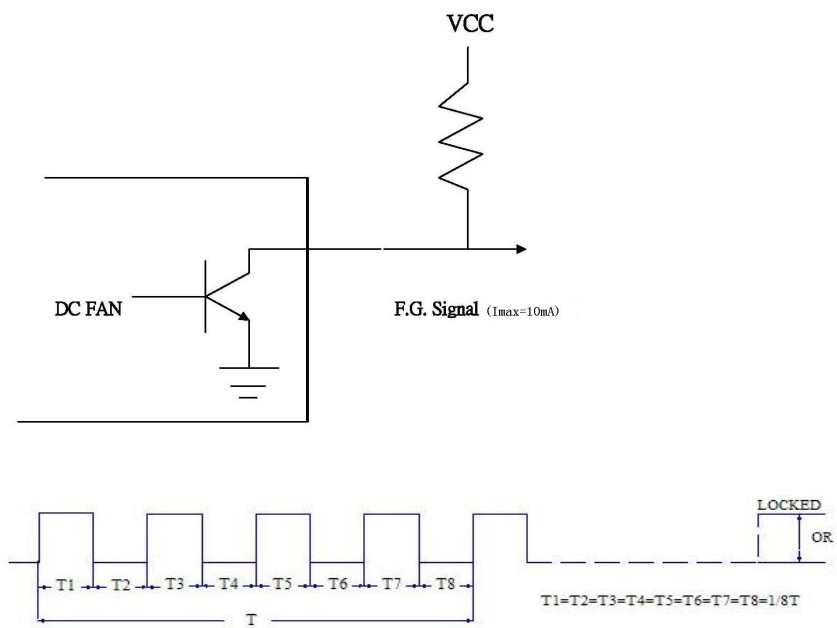 VCC
DC FAN
F.G. Signal (Imax=10mA)
LOCKED
OR
T1 T2 T3 T4 T5 T6 T7 T8
T1=T2=T3=T4=T5=T6=T7=T8=1/8T
T